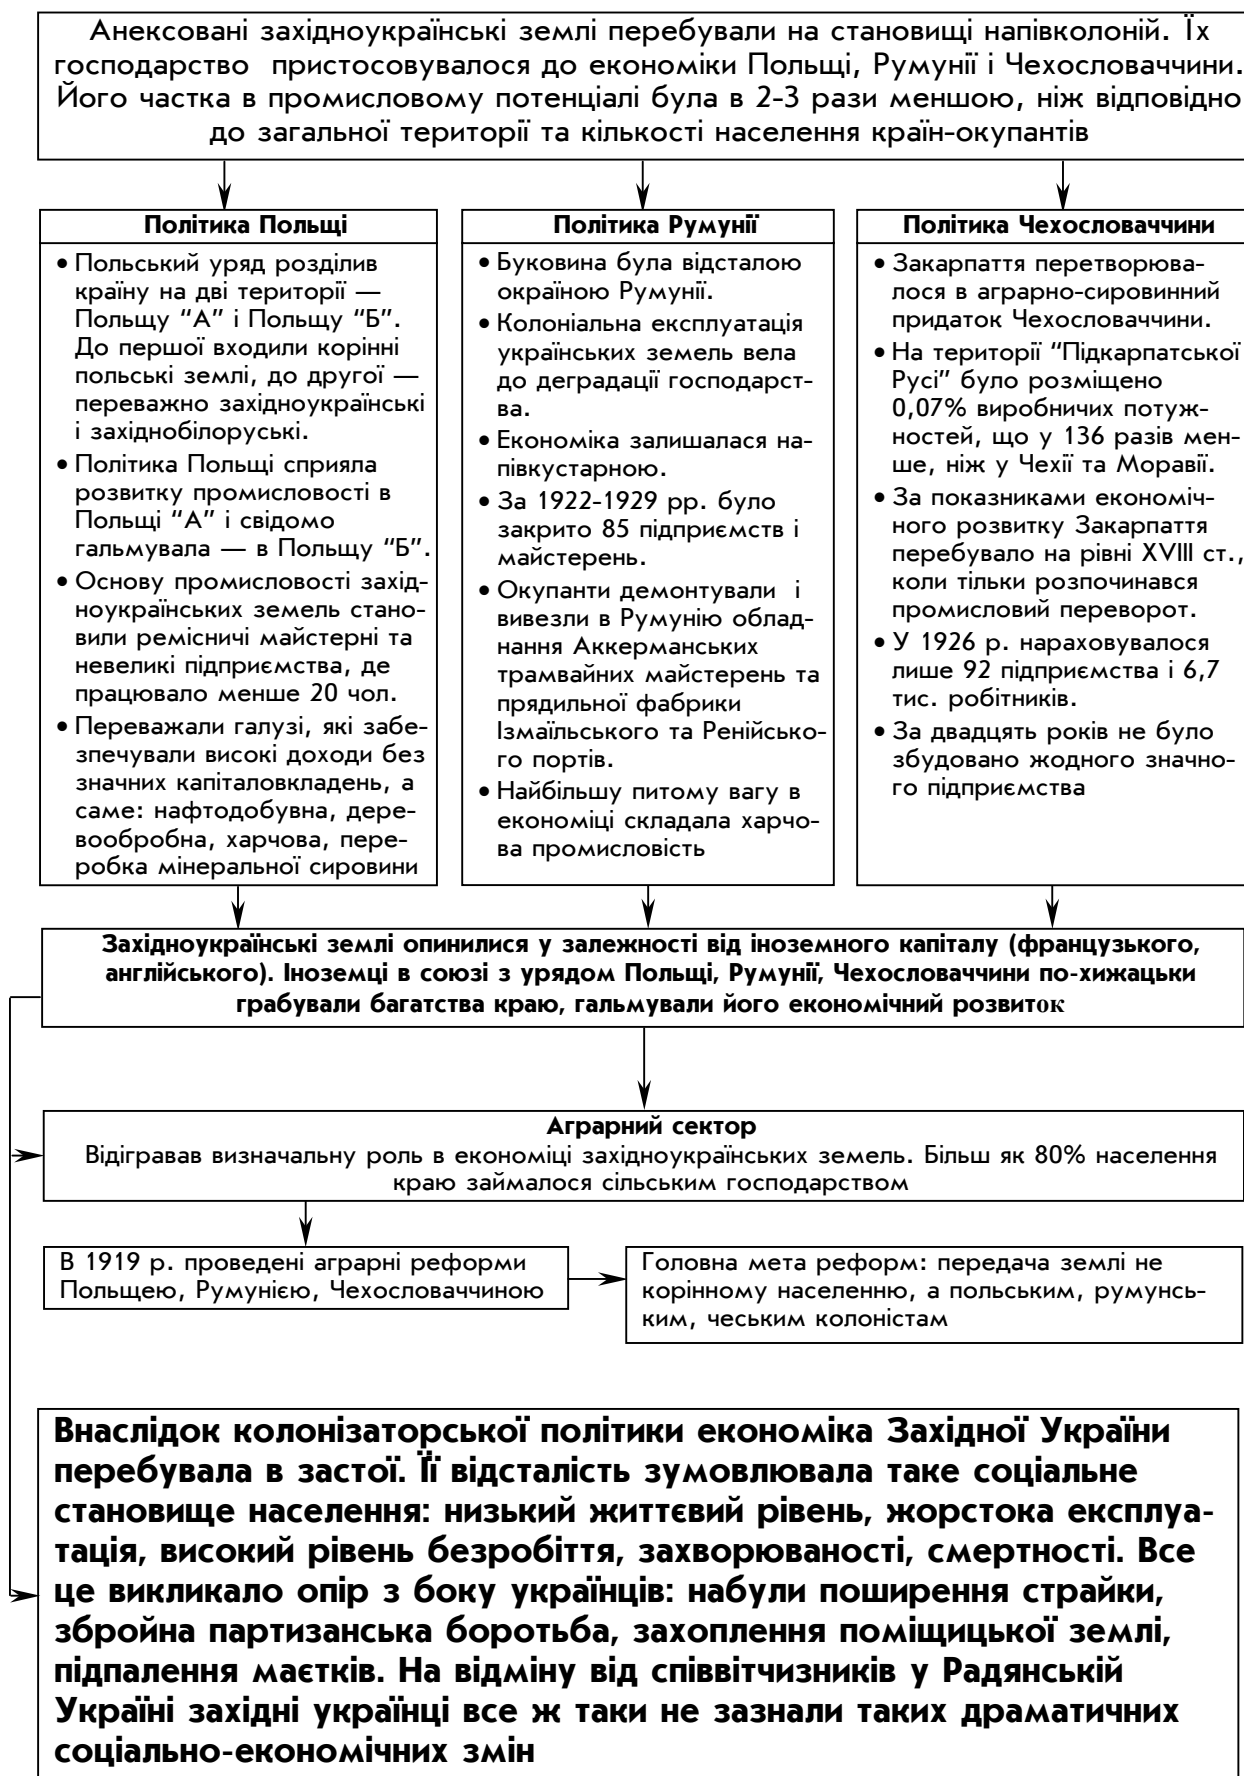 Анексовані західноукраїнські землі перебували на становищі напівколоній. Їх
господарство пристосовувалося до економіки Польщі, Румунії і Чехословаччини.
Його частка в промисловому потенціалі була в 2-3 рази меншою, ніж відповідно
до загальної території та кількості населення країн-окупантів
Політика Польщі
• Польський уряд розділив
країну на дві території —
Польщу “А” і Польщу “Б”.
До першої входили корінні
польські землі, до другої —
переважно західноукраїнські
і західнобілоруські.
• Політика Польщі сприяла
розвитку промисловості в
Польщі “А” і свідомо
гальмувала — в Польщу “Б”.
• Основу промисловості захід-
ноукраїнських земель стано-
вили ремісничі майстерні та
невеликі підприємства, де
працювало менше 20 чол.
• Переважали галузі, які забе-
зпечували високі доходи без
значних капіталовкладень, а
саме: нафтодобувна, дере-
вообробна, харчова, пере-
робка мінеральної сировини
Політика Румунії
• Буковина була відсталою
окраїною Румунії.
• Колоніальна експлуатація
українських земель вела
до деградації господарст-
ва.
• Економіка залишалася на-
півкустарною.
• За 1922-1929 рр. було
закрито 85 підприємств і
майстерень.
• Окупанти демонтували і
вивезли в Румунію облад-
нання Аккерманських
трамвайних майстерень та
прядильної фабрики
Ізмаїльського та Ренійсько-
го портів.
• Найбільшу питому вагу в
економіці складала харчо-
ва промисловість
Політика Чехословаччини
• Закарпаття перетворюва-
лося в аграрно-сировинний
придаток Чехословаччини.
• На території “Підкарпатської
Русі” було розміщено
0,07% виробничих потуж-
ностей, що у 136 разів мен-
ше, ніж у Чехії та Моравії.
• За показниками економіч-
ного розвитку Закарпаття
перебувало на рівні XVIII ст.,
коли тільки розпочинався
промисловий переворот.
• У 1926 р. нараховувалося
лише 92 підприємства і 6,7
тис. робітників.
• За двадцять років не було
збудовано жодного значно-
го підприємства
Західноукраїнські землі опинилися у залежності від іноземного капіталу (французького,
англійського). Іноземці в союзі з урядом Польщі, Румунії, Чехословаччини по-хижацьки
грабували багатства краю, гальмували його економічний розвиток
Аграрний сектор
Відігравав визначальну роль в економіці західноукраїнських земель. Більш як 80% населення
краю займалося сільським господарством
В 1919 р. проведені аграрні реформи
Польщею, Румунією, Чехословаччиною
Головна мета реформ: передача землі не
корінному населенню, а польським, румунсь-
ким, чеським колоністам
Внаслідок колонізаторської політики економіка Західної України
перебувала в застої. Її відсталість зумовлювала таке соціальне
становище населення: низький життєвий рівень, жорстока експлуа-
тація, високий рівень безробіття, захворюваності, смертності. Все
це викликало опір з боку українців: набули поширення страйки,
збройна партизанська боротьба, захоплення поміщицької землі,
підпалення маєтків. На відміну від співвітчизників у Радянській
Україні західні українці все ж таки не зазнали таких драматичних
соціально-економічних змін